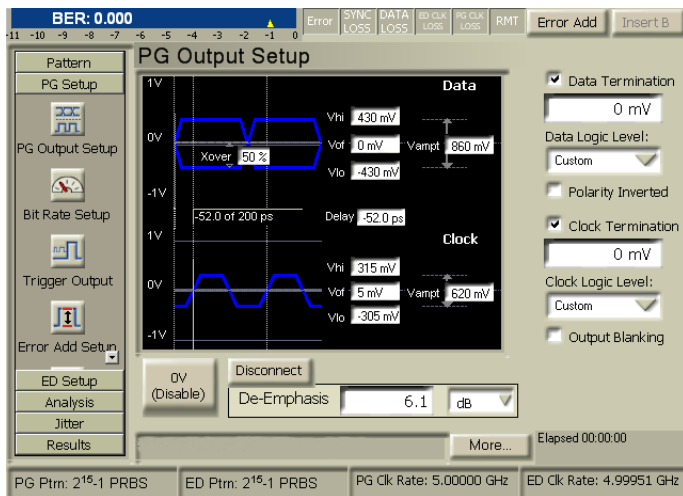 BER: 0.000
-11 -10 -9 -8 -7 -6 -5 -4 -3 -2 -1 0
Error
SYNC LOSS
DATA LOSS
ED CLK LOSS
PG CLK LOSS
RMT
Error Add
Insert B
Pattern
PG Setup
PG Output Setup
Bit Rate Setup
Trigger Output
Error Add Setup
ED Setup
Analysis
Jitter
Results
PG Output Setup
1V
Data
Vhi 430 mV
0V
Vof 0 mV
Vampt 860 mV
Xover 50 %
Vlo -430 mV
-1V
-52.0 of 200 ps
Delay -52.0 ps
1V
Clock
Vhi 315 mV
0V
Vof 5 mV
Vampt 620 mV
Vlo -305 mV
-1V
0V
(Disable)
Disconnect
De-Emphasis 6.1 dB
More...
Data Termination
0 mV
Data Logic Level:
Custom
Polarity Inverted
Clock Termination
0 mV
Clock Logic Level:
Custom
Output Blanking
Elapsed 00:00:00
PG Ptrn: 2¹⁵-1 PRBS
ED Ptrn: 2¹⁵-1 PRBS
PG Clk Rate: 5.00000 GHz
ED Clk Rate: 4.99951 GHz